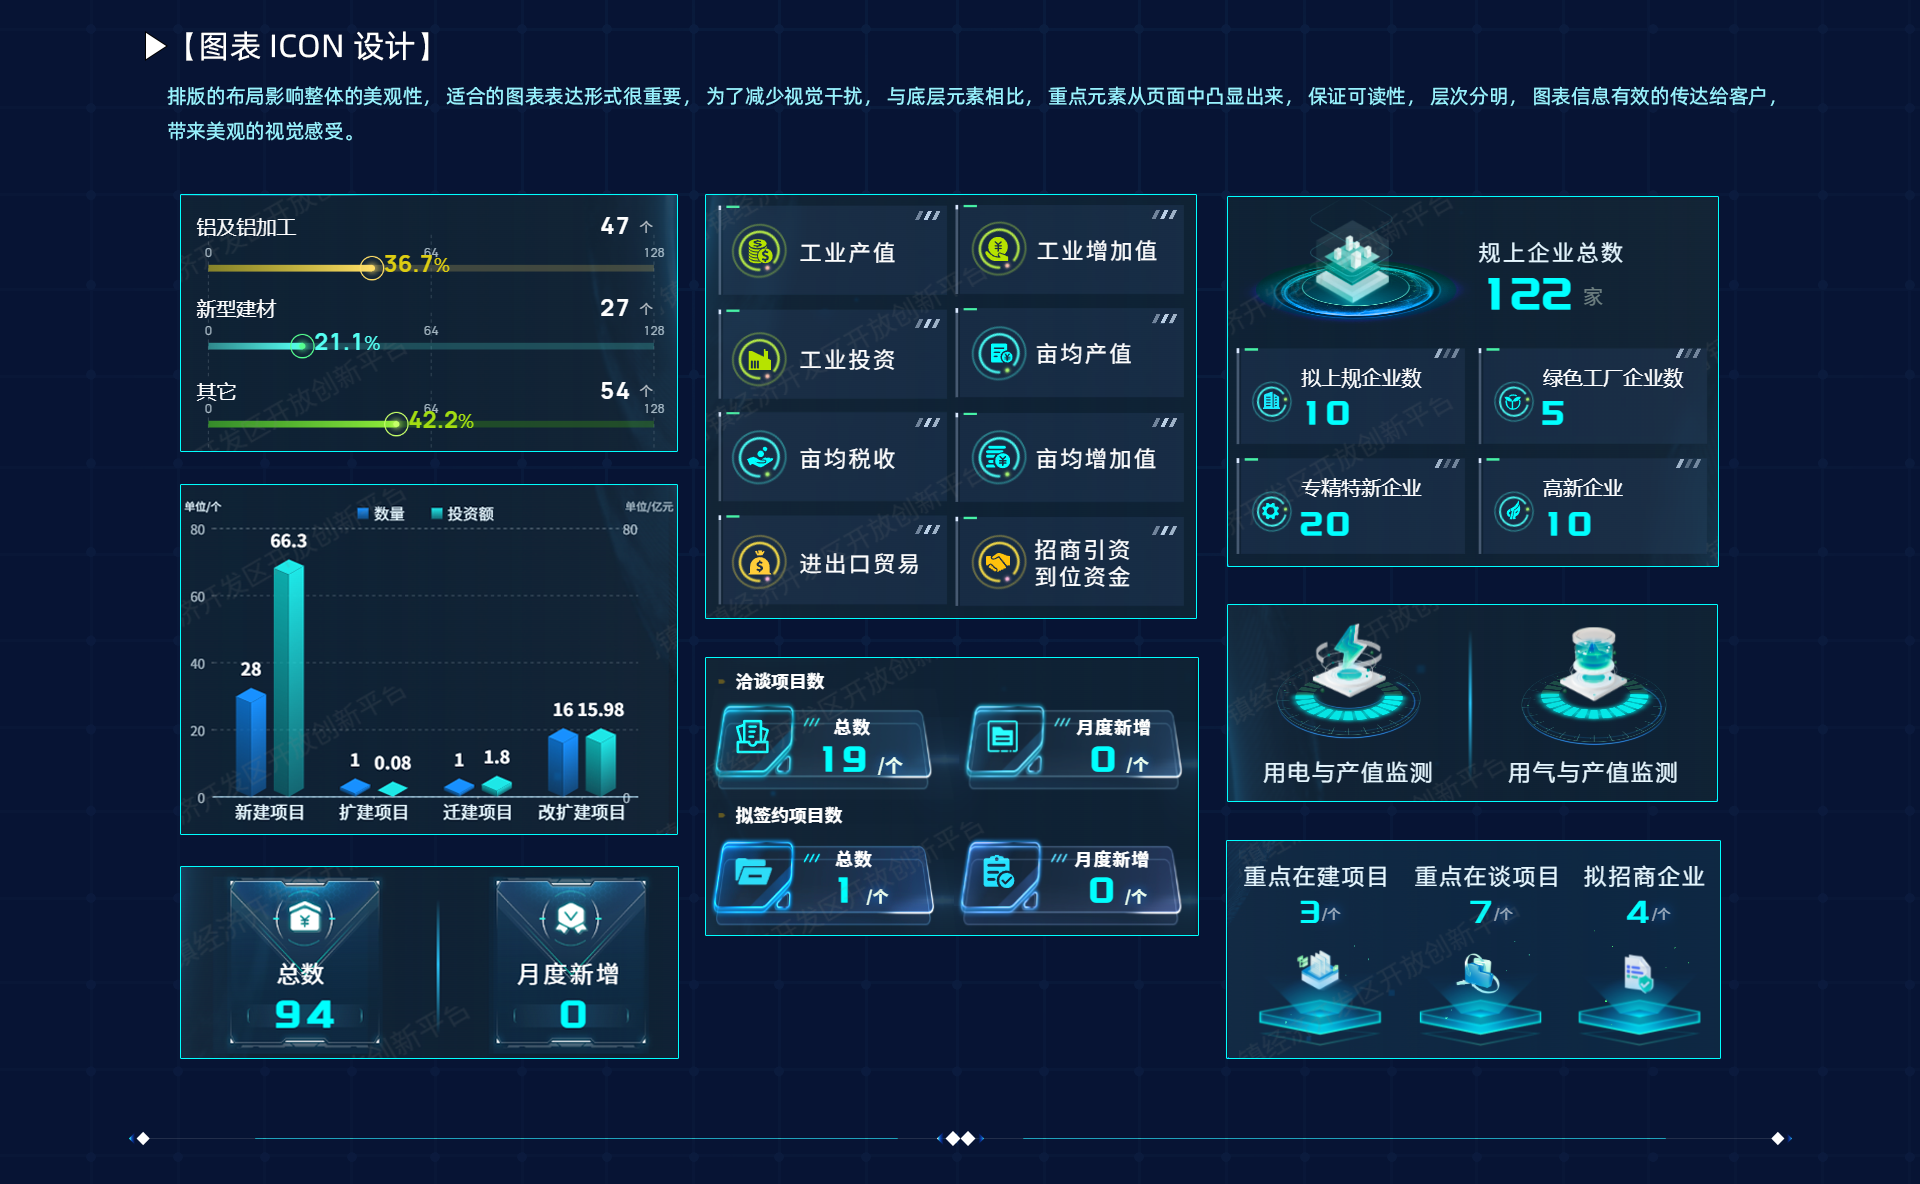 【图表 ICON 设计】
排版的布局影响整体的美观性， 适合的图表表达形式很重要， 为了减少视觉干扰， 与底层元素相比， 重点元素从页面中凸显出来， 保证可读性， 层次分明， 图表信息有效的传达给客户，
带来美观的视觉感受。
铝及铝加工 47 个
0 64 128
36.7%
新型建材 27 个
0 64 128
21.1%
其它 54 个
0 64 128
42.2%
单位/个 数量 投资额 单位/亿元
80 80
66.3
60
40
28
20
16 15.98
1 0.08 1 1.8
0 0
新建项目 扩建项目 迁建项目 改扩建项目
总数 月度新增
94 0
工业产值 工业增加值
工业投资 亩均产值
亩均税收 亩均增加值
进出口贸易 招商引资
到位资金
洽谈项目数
总数 月度新增
19 /个 0 /个
拟签约项目数
总数 月度新增
1 /个 0 /个
规上企业总数
122 家
拟上规企业数 绿色工厂企业数
10 5
专精特新企业 高新企业
20 10
用电与产值监测 用气与产值监测
重点在建项目 重点在谈项目 拟招商企业
3/个 7/个 4/个